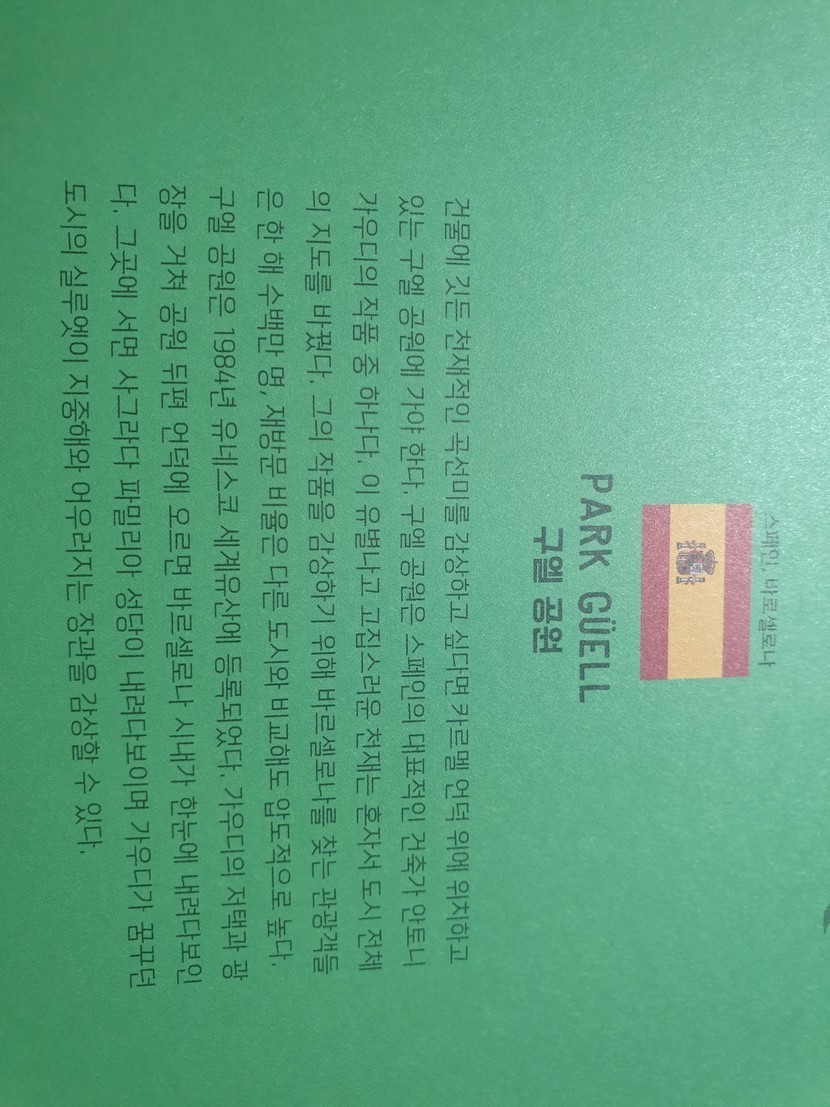 스페인, 바르셀로나
PARK GÜELL
구엘 공원
건물에 깃든 천재적인 곡선미를 감상하고 싶다면 카르멜 언덕 위에 위치하고
있는 구엘 공원에 가야 한다. 구엘 공원은 스페인의 대표적인 건축가 안토니
가우디의 작품 중 하나다. 이 유별나고 고집스러운 천재는 혼자서 도시 전체
의 지도를 바꿨다. 그의 작품을 감상하기 위해 바르셀로나를 찾는 관광객들
은 한 해 수백만 명, 재방문 비율은 다른 도시와 비교해도 압도적으로 높다.
구엘 공원은 1984년 유네스코 세계유산에 등록되었다. 가우디의 저택과 광
장을 거쳐 공원 뒤편 언덕에 오르면 바르셀로나 시내가 한눈에 내려다보인
다. 그곳에 서면 사그라다 파밀리아 성당이 내려다보이며 가우디가 꿈꾸던
도시의 실루엣이 지중해와 어우러지는 장관을 감상할 수 있다.